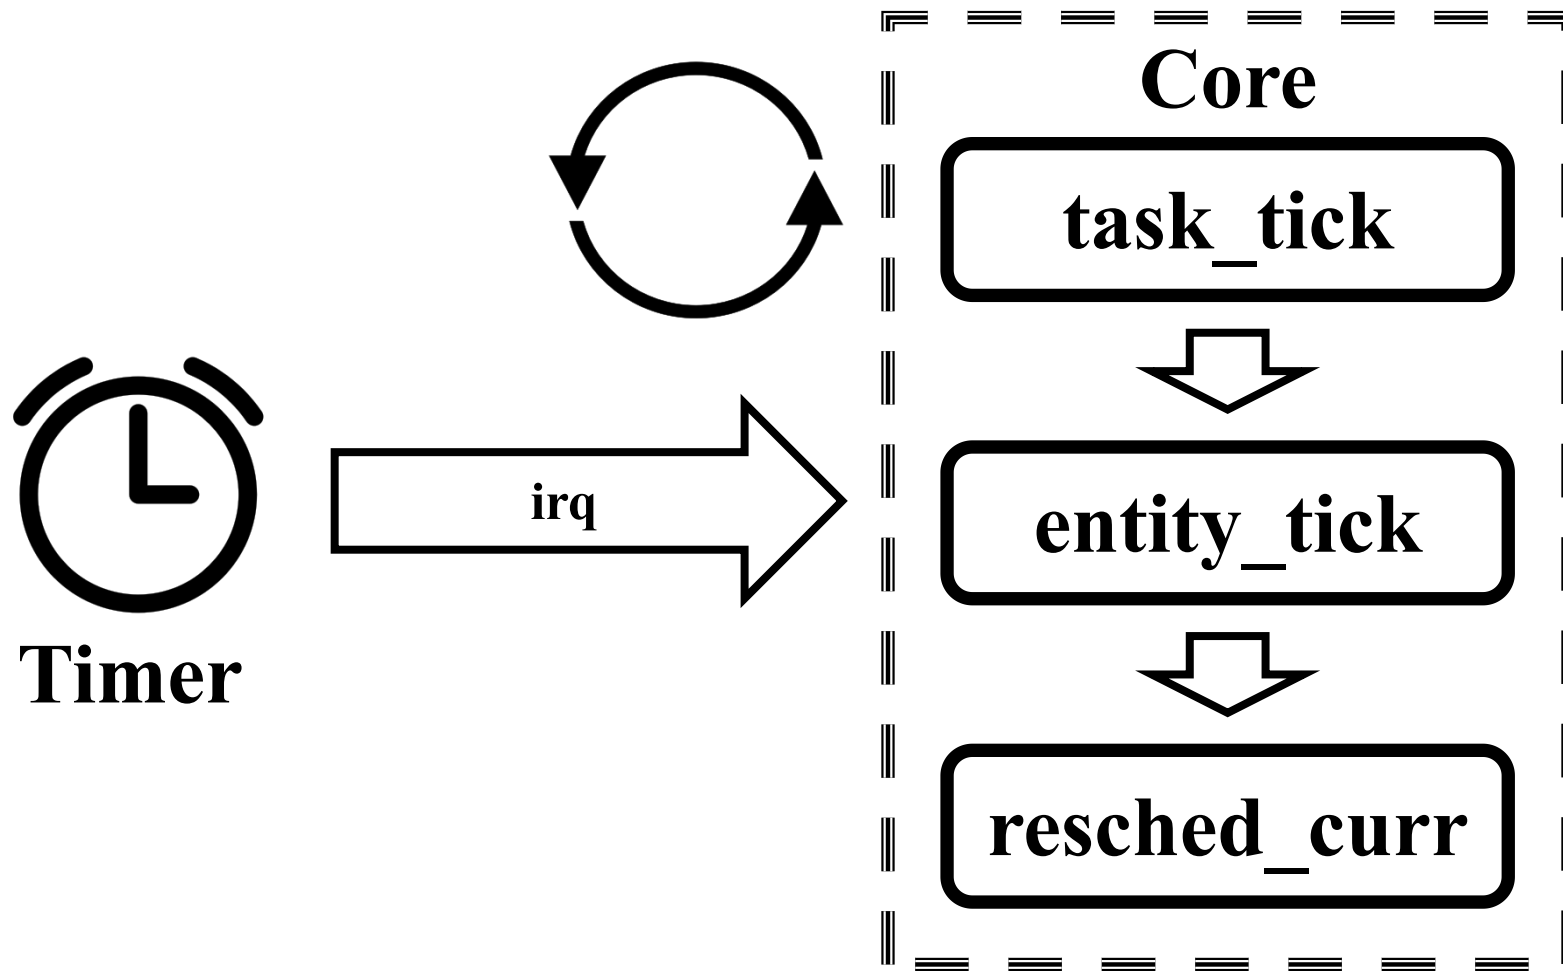 Core
task_tick
irq
entity_tick
Timer
resched_curr